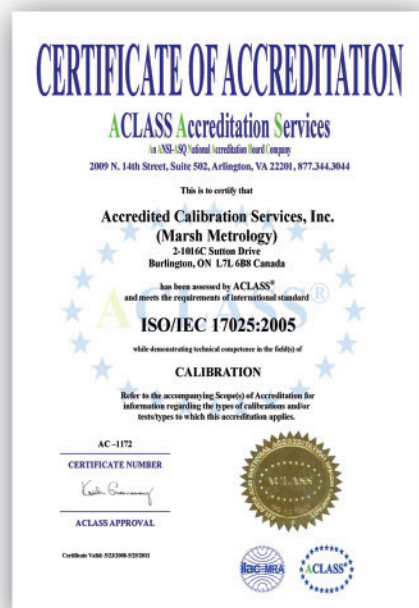 CERTIFICATE OF ACCREDITATION
ACLASS Accreditation Services
An ANSI-ASQ National Accreditation Board Company
2009 N. 14th Street, Suite 502, Arlington, VA 22201, 877.344.3044
This is to certify that
Accredited Calibration Services, Inc.
(Marsh Metrology)
2-1016C Sutton Drive
Burlington, ON L7L 6B8 Canada
has been assessed by ACLASS®
and meets the requirements of international standard
ACLASS®
ISO/IEC 17025:2005
while demonstrating technical competence in the field(s) of
CALIBRATION
Refer to the accompanying Scope(s) of Accreditation for
information regarding the types of calibrations and/or
tests/types to which this accreditation applies.
AC -1172
CERTIFICATE NUMBER
ACLASS
ACLASS APPROVAL
Certificate Valid:
ilac-MRA
ACLASS